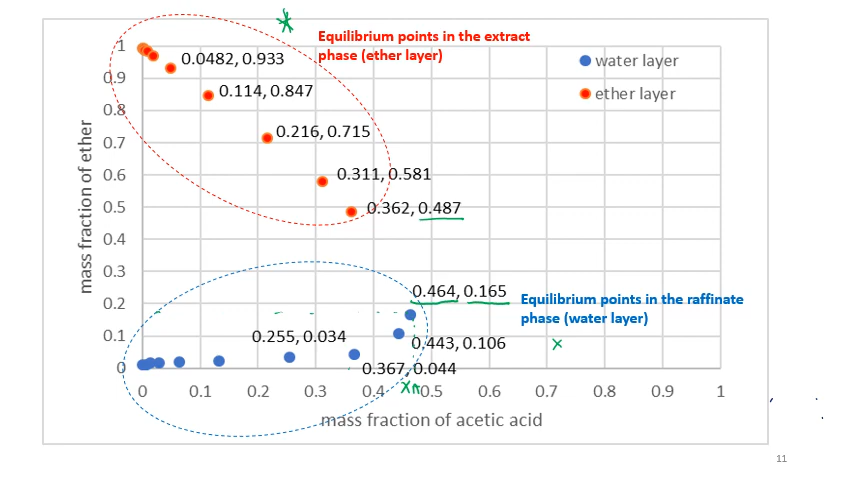 Equilibrium points in the extract
phase (ether layer)
1
0.9
0.8
0.7
0.6
0.5
0.4
0.3
0.2
0.1
0
mass fraction of ether
0.0482, 0.933
0.114, 0.847
0.216, 0.715
0.311, 0.581
0.362, 0.487
water layer
ether layer
0.464, 0.165
Equilibrium points in the raffinate
phase (water layer)
0.255, 0.034
0.443, 0.106
0.367, 0.044
0 0.1 0.2 0.3 0.4 0.5 0.6 0.7 0.8 0.9 1
mass fraction of acetic acid
11